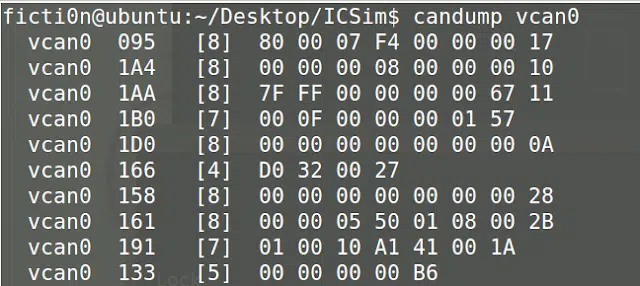 ficti0n@ubuntu:~/Desktop/ICSim$ candump vcan0
vcan0 095 [8] 80 00 07 F4 00 00 00 17
vcan0 1A4 [8] 00 00 00 08 00 00 00 10
vcan0 1AA [8] 7F FF 00 00 00 00 67 11
vcan0 1B0 [7] 00 0F 00 00 00 01 57
vcan0 1D0 [8] 00 00 00 00 00 00 00 0A
vcan0 166 [4] D0 32 00 27
vcan0 158 [8] 00 00 00 00 00 00 00 28
vcan0 161 [8] 00 00 05 50 01 08 00 2B
vcan0 191 [7] 01 00 10 A1 41 00 1A
vcan0 133 [5] 00 00 00 00 B6
Lock